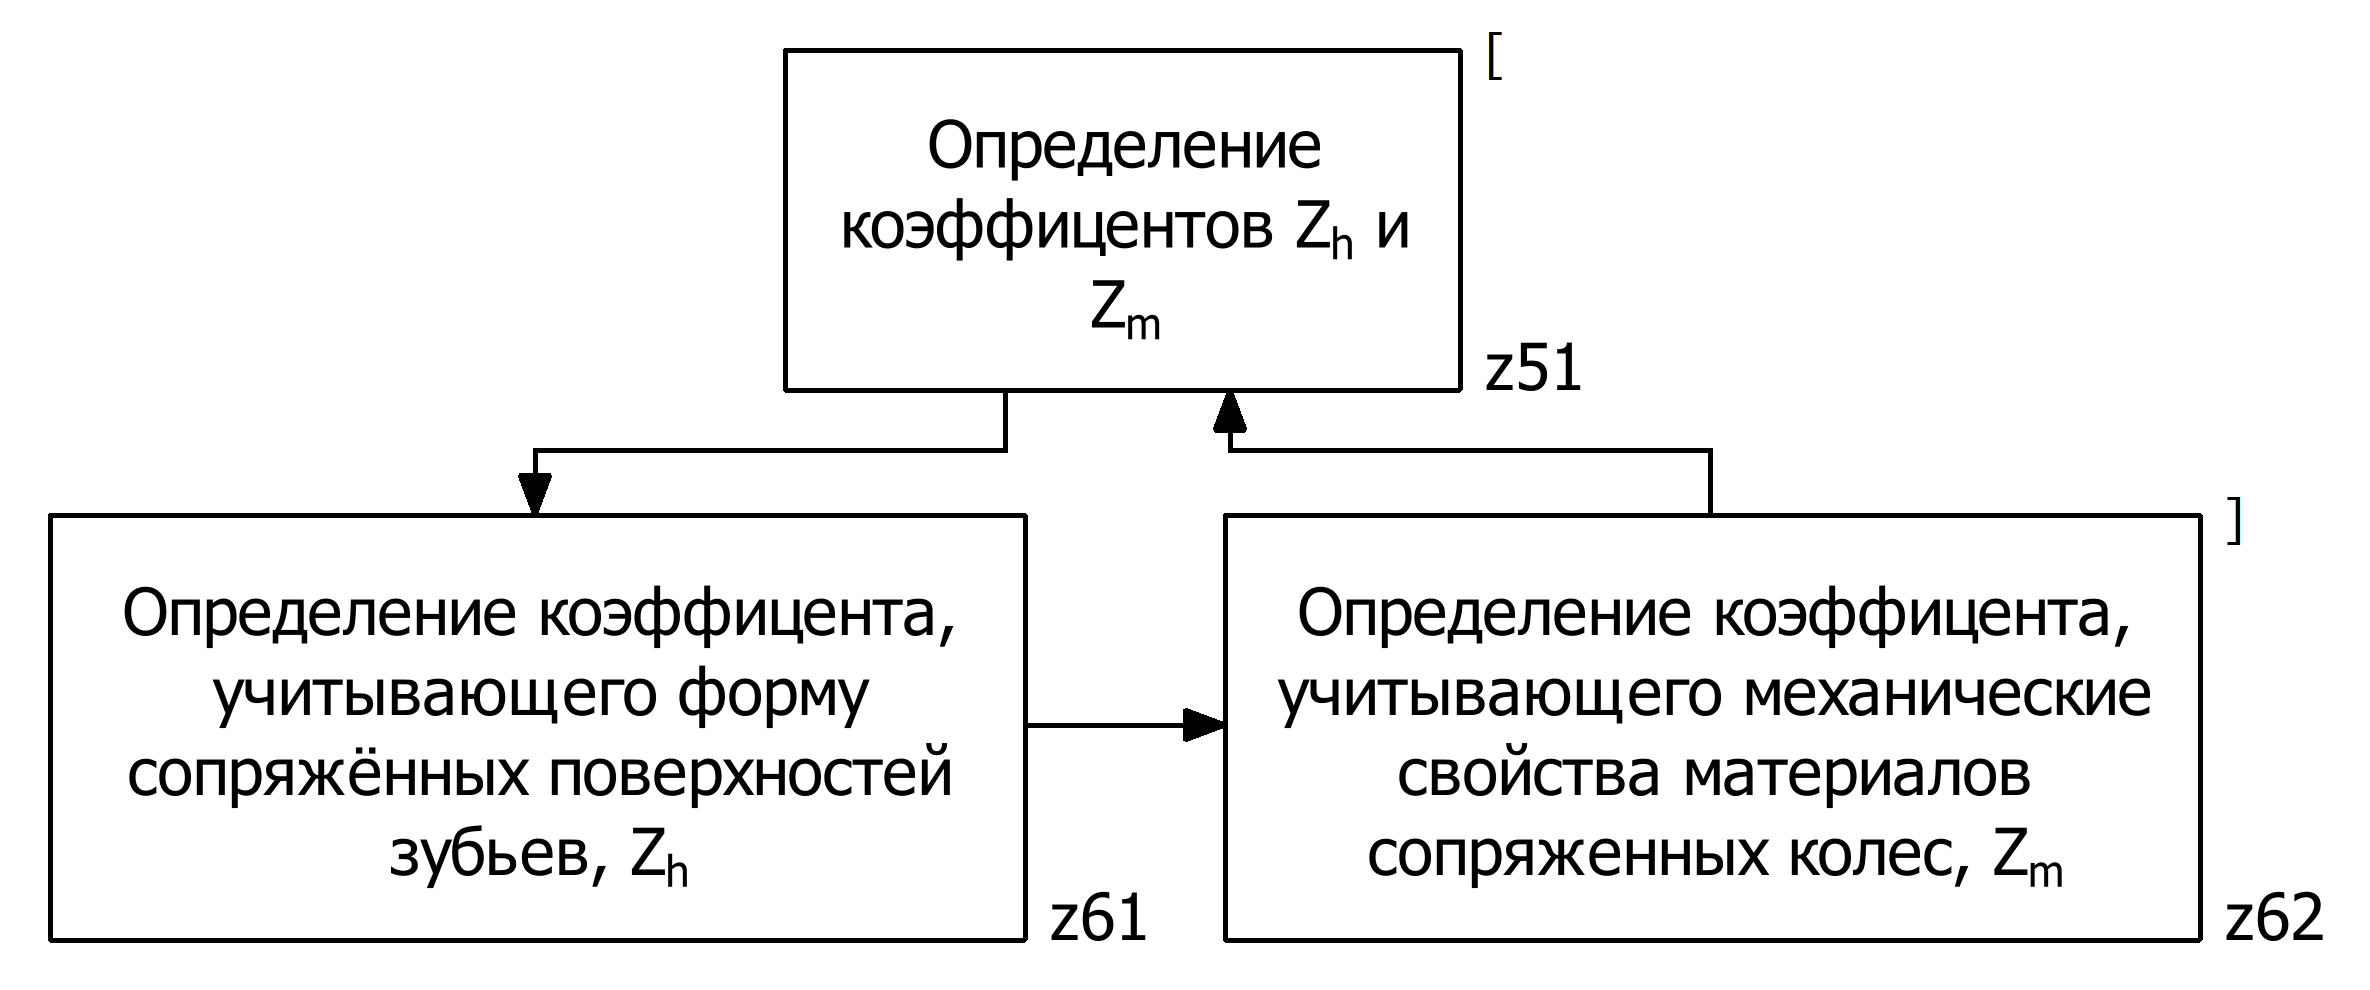 [
Определение
коэффицентов Zh и
Zm
z51
]
Определение коэффицента,
учитывающего форму
сопряжённых поверхностей
зубьев, Zh
z61
Определение коэффицента,
учитывающего механические
свойства материалов
сопряженных колес, Zm
z62